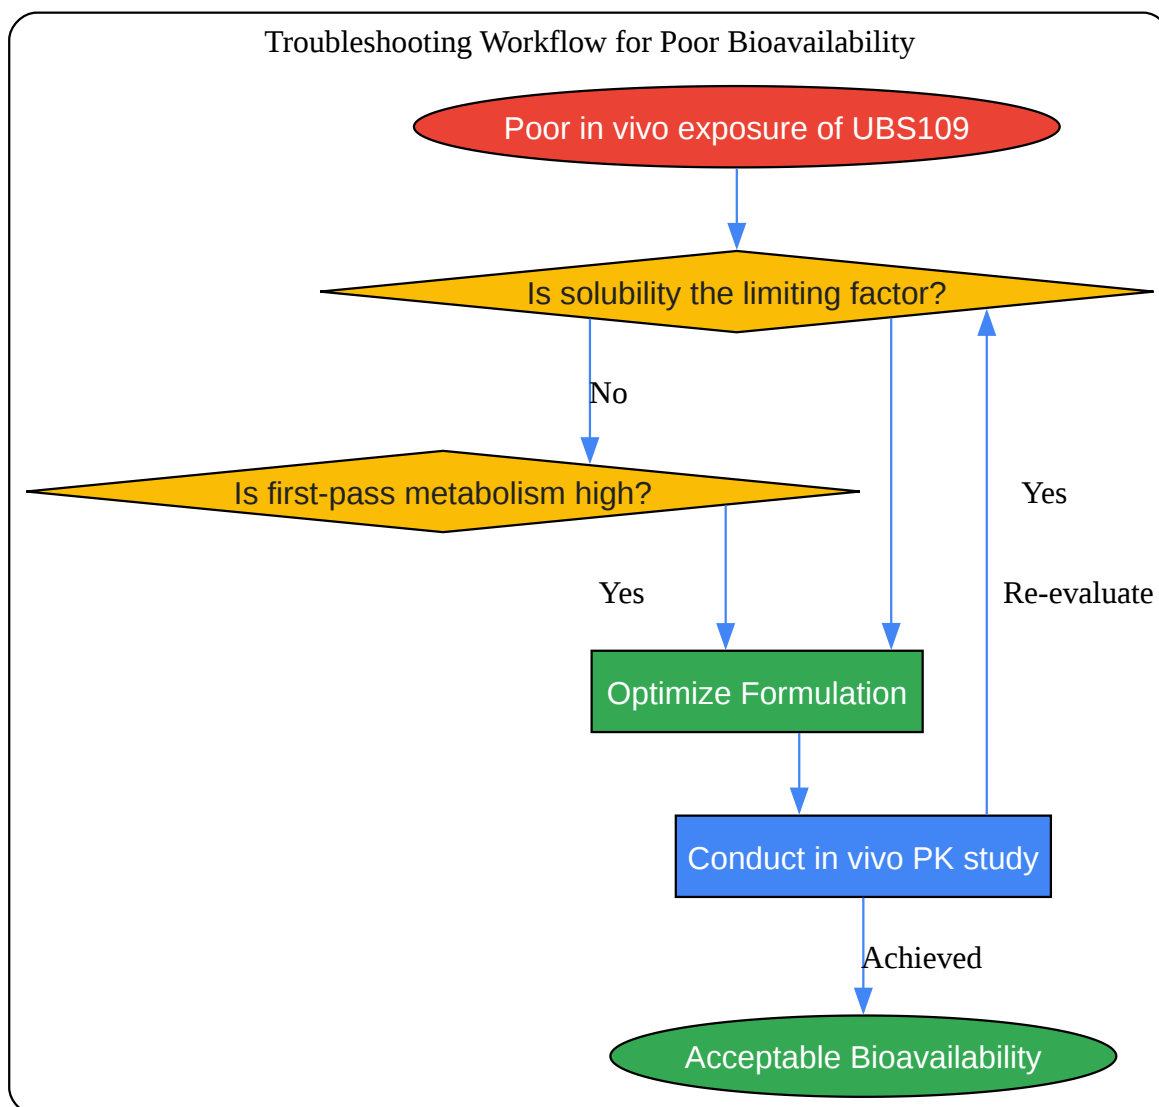 Troubleshooting Workflow for Poor Bioavailability
Poor in vivo exposure of UBS109
Is solubility the limiting factor?
No
Is first-pass metabolism high?
Yes
Yes
Re-evaluate
Optimize Formulation
Conduct in vivo PK study
Achieved
Acceptable Bioavailability